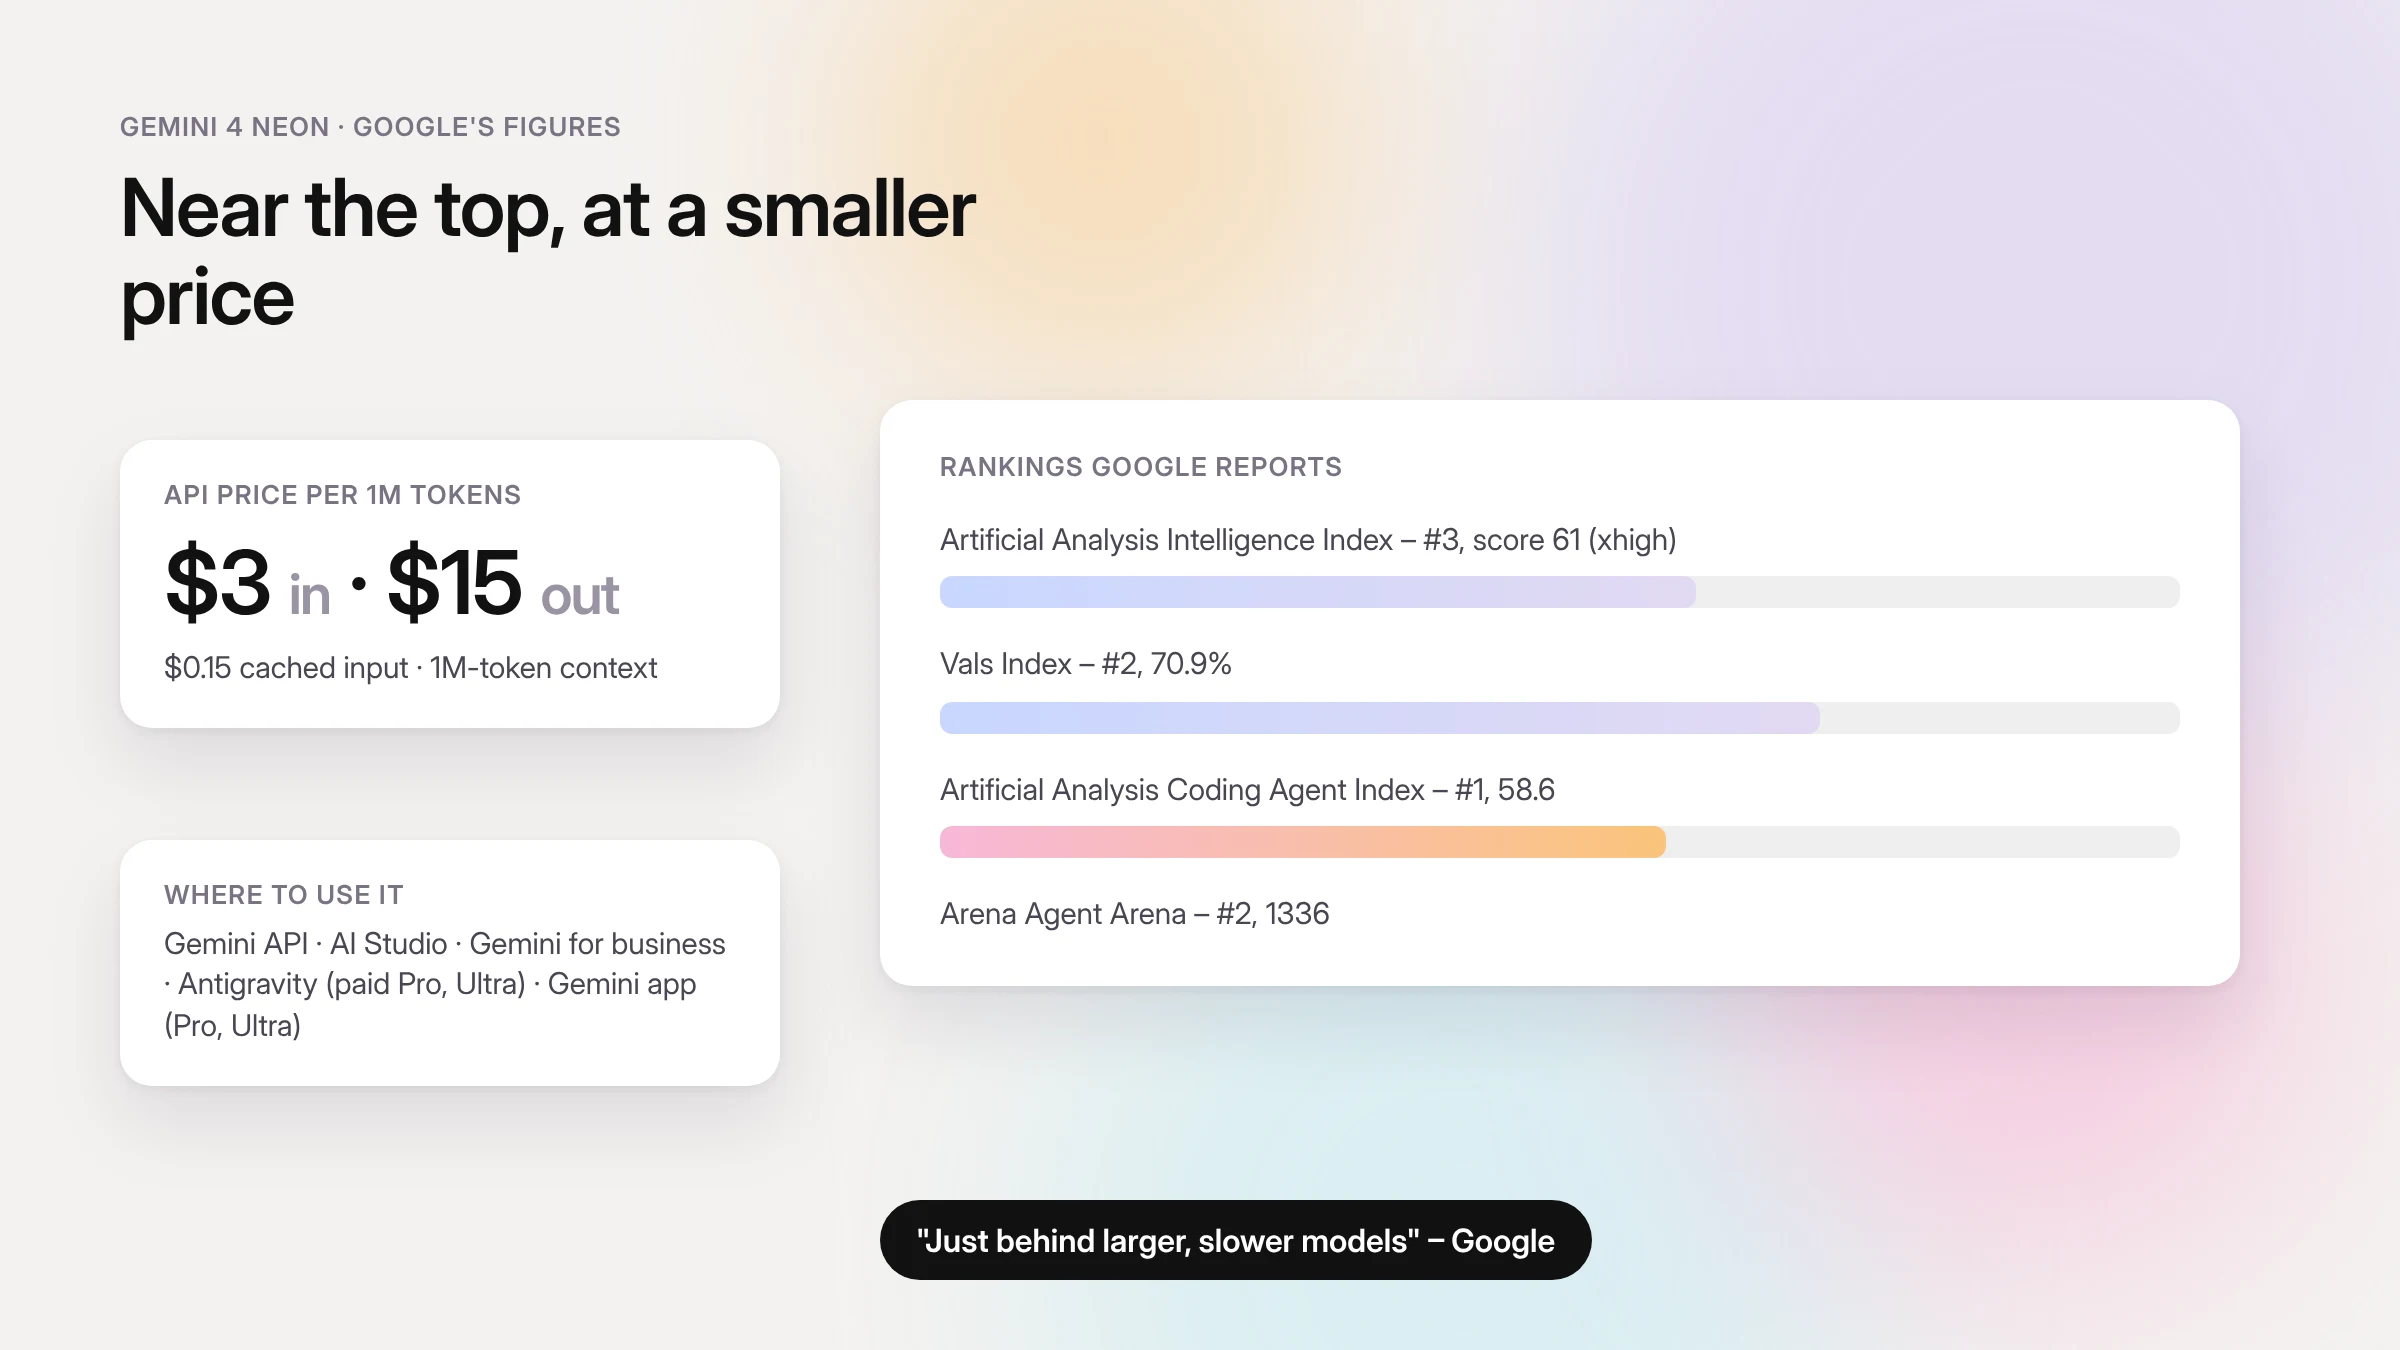 GEMINI 4 NEON · GOOGLE'S FIGURES
Near the top, at a smaller
price
API PRICE PER 1M TOKENS
$3 in · $15 out
$0.15 cached input · 1M-token context
WHERE TO USE IT
Gemini API · AI Studio · Gemini for business
· Antigravity (paid Pro, Ultra) · Gemini app
(Pro, Ultra)
RANKINGS GOOGLE REPORTS
Artificial Analysis Intelligence Index – #3, score 61 (xhigh)
Vals Index – #2, 70.9%
Artificial Analysis Coding Agent Index – #1, 58.6
Arena Agent Arena – #2, 1336
"Just behind larger, slower models" – Google